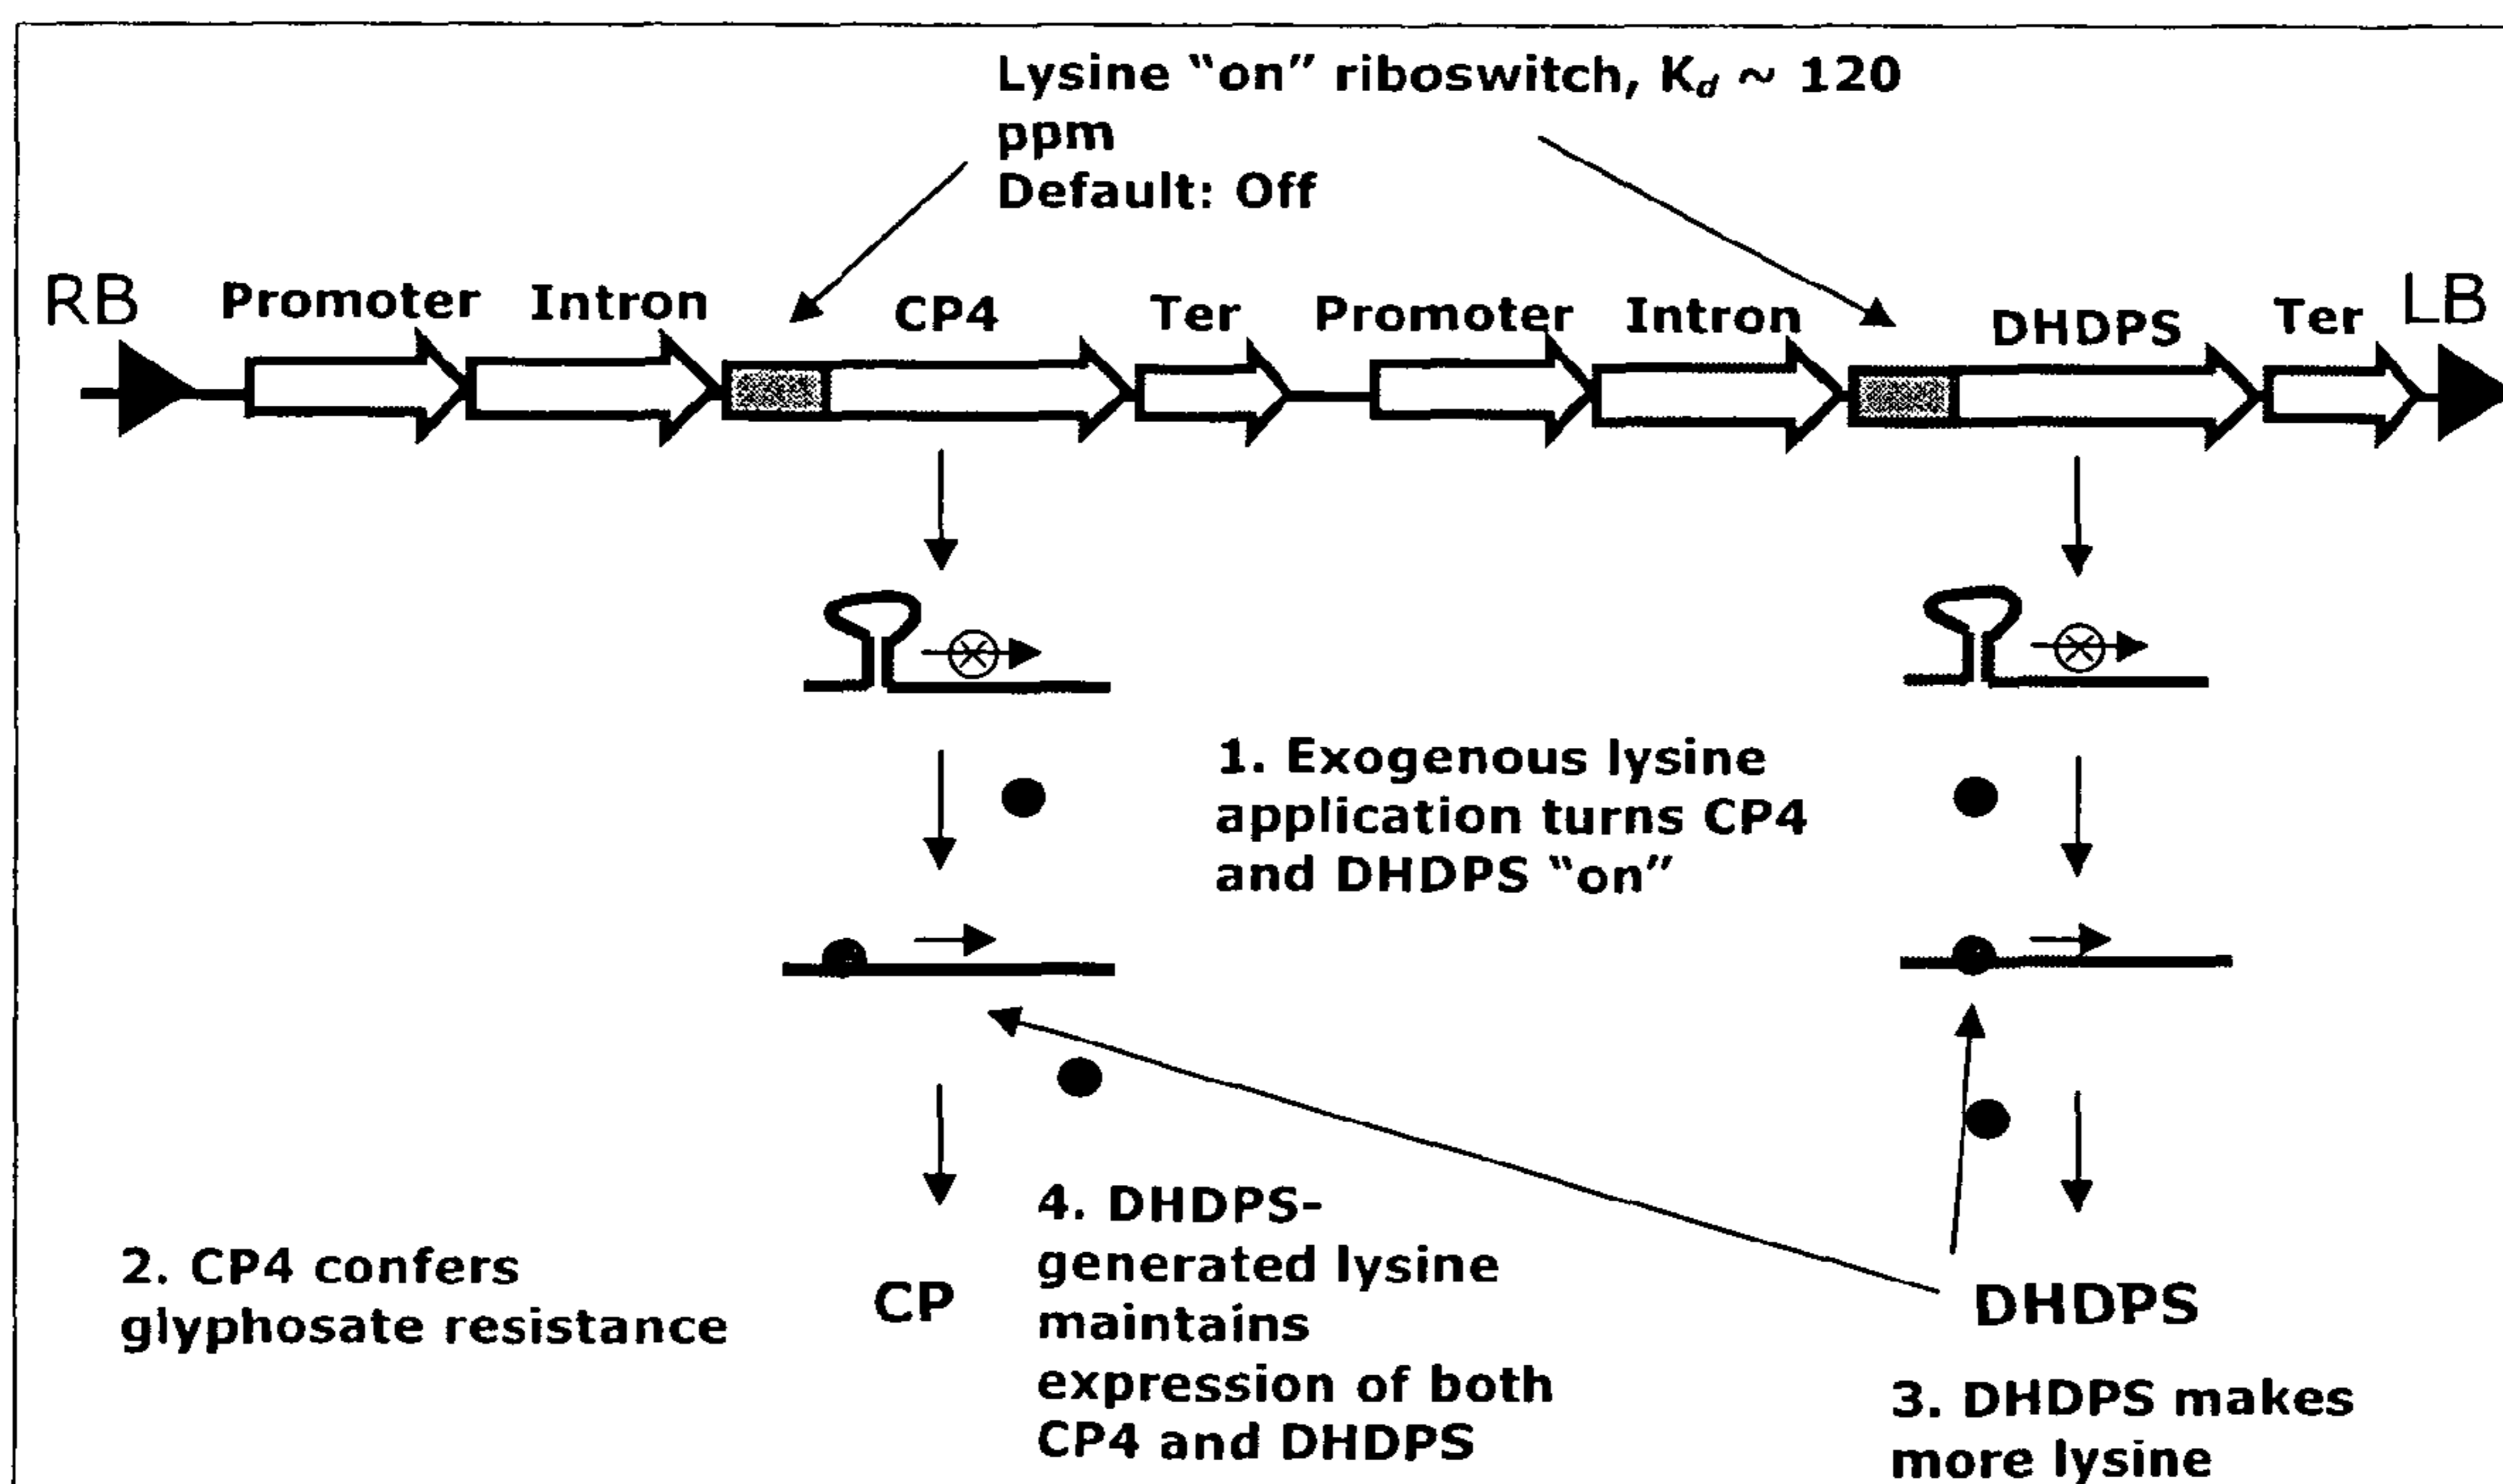 Lysine “on” riboswitch, Kd ~ 120
ppm
Default: Off
RB
Promoter
Intron
CP4
Ter
Promoter
Intron
DHDPS
Ter
LB
1. Exogenous lysine
application turns CP4
and DHDPS “on”
2. CP4 confers
glyphosate resistance
CP
4. DHDPS-
generated lysine
maintains
expression of both
CP4 and DHDPS
DHDPS
3. DHDPS makes
more lysine